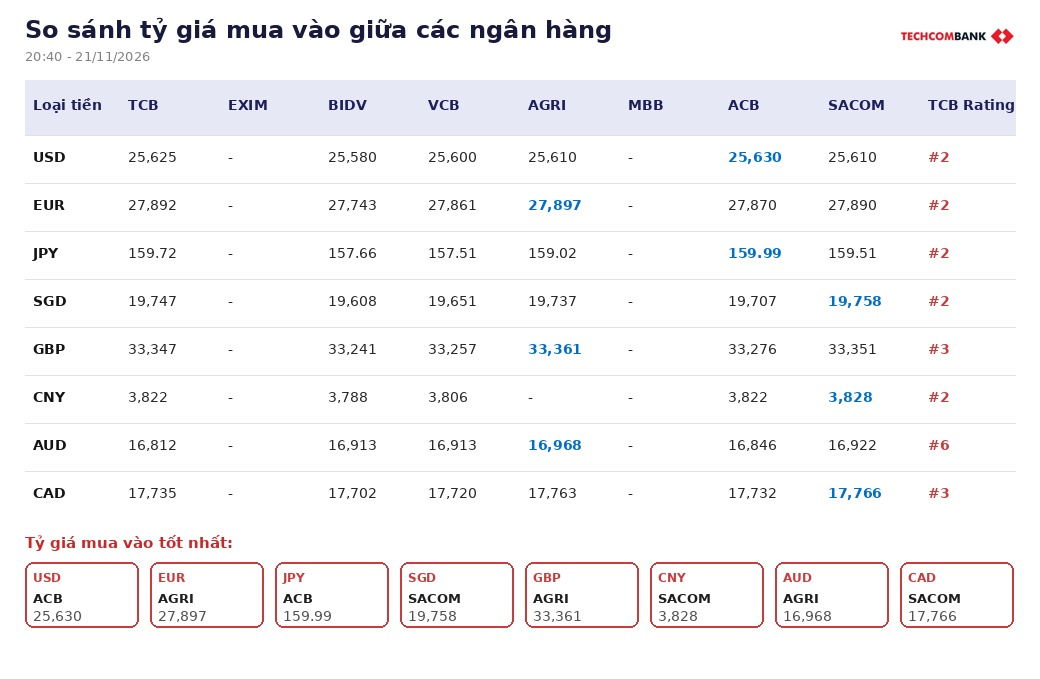 So sánh tỷ giá mua vào giữa các ngân hàng
TECHCOMBANK
20:40 - 21/11/2026
Loại tiền TCB EXIM BIDV VCB AGRI MBB ACB SACOM TCB Rating
USD 25,625 - 25,580 25,600 25,610 - 25,630 25,610 #2
EUR 27,892 - 27,743 27,861 27,897 - 27,870 27,890 #2
JPY 159.72 - 157.66 157.51 159.02 - 159.99 159.51 #2
SGD 19,747 - 19,608 19,651 19,737 - 19,707 19,758 #2
GBP 33,347 - 33,241 33,257 33,361 - 33,276 33,351 #3
CNY 3,822 - 3,788 3,806 - - 3,822 3,828 #2
AUD 16,812 - 16,913 16,913 16,968 - 16,846 16,922 #6
CAD 17,735 - 17,702 17,720 17,763 - 17,732 17,766 #3
Tỷ giá mua vào tốt nhất:
USD EUR JPY SGD GBP CNY AUD CAD
ACB AGRI ACB SACOM AGRI SACOM AGRI SACOM
25,630 27,897 159.99 19,758 33,361 3,828 16,968 17,766